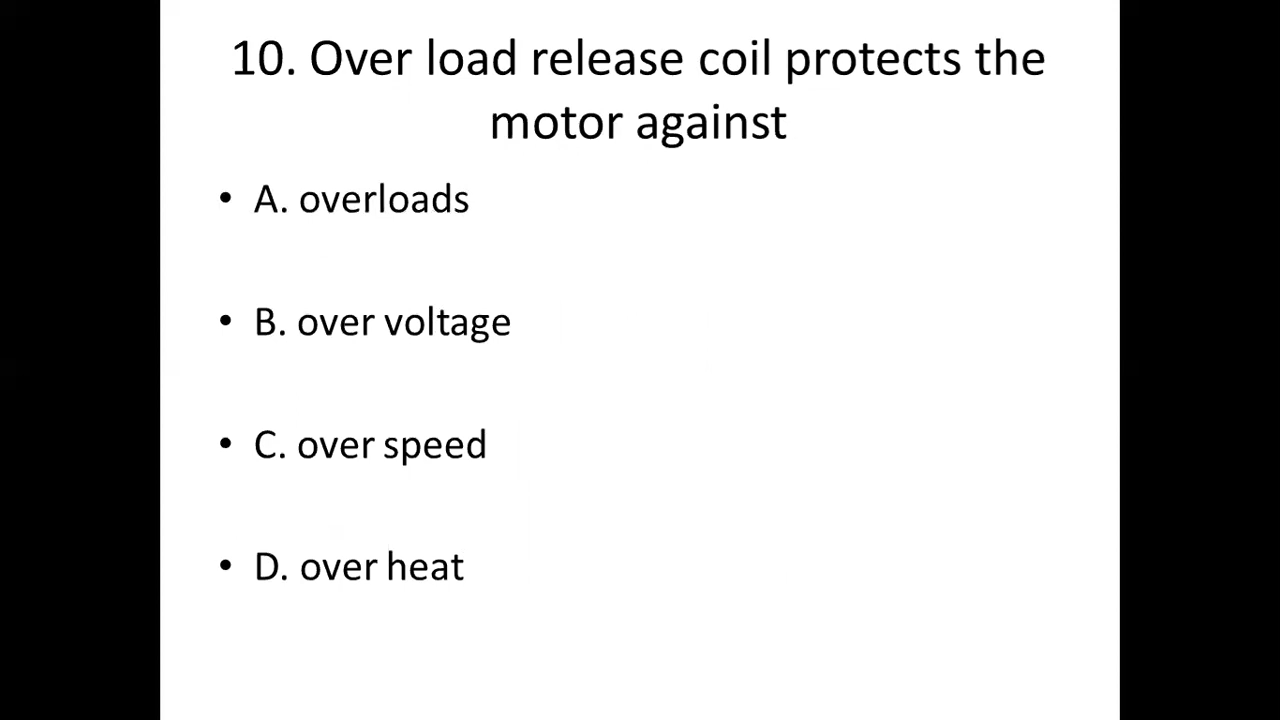 10. Over load release coil protects the
motor against
• A. overloads
• B. over voltage
• C. over speed
• D. over heat